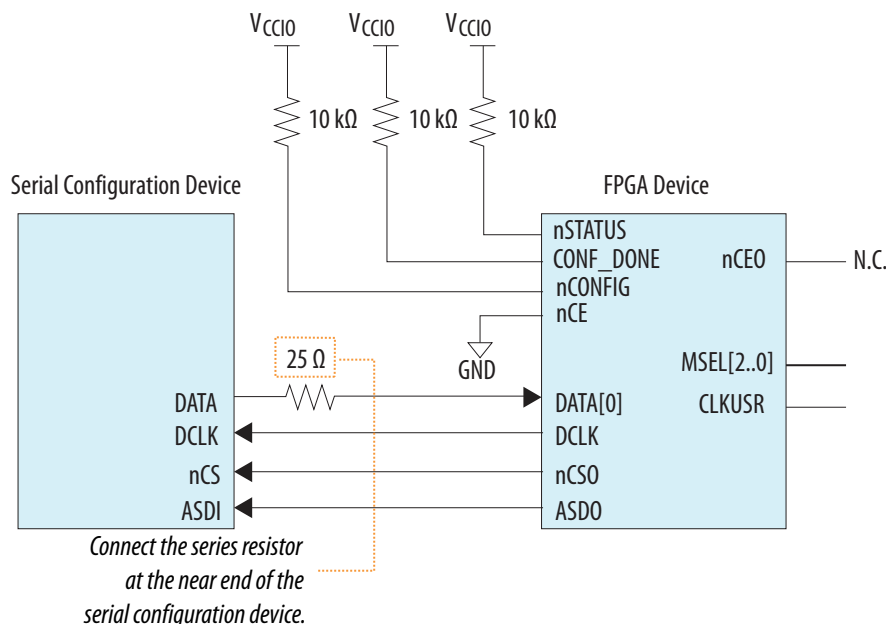 VCCIO VCCIO VCCIO
10 kΩ 10 kΩ 10 kΩ
Serial Configuration Device
FPGA Device
nSTATUS
CONF_DONE
nCEO
N.C.
nCONFIG
nCE
GND
25 Ω
MSEL[2..0]
DATA
DATA[0]
CLKUSR
DCLK
DCLK
nCS
nCSO
ASDI
ASDO
Connect the series resistor
at the near end of the
serial configuration device.